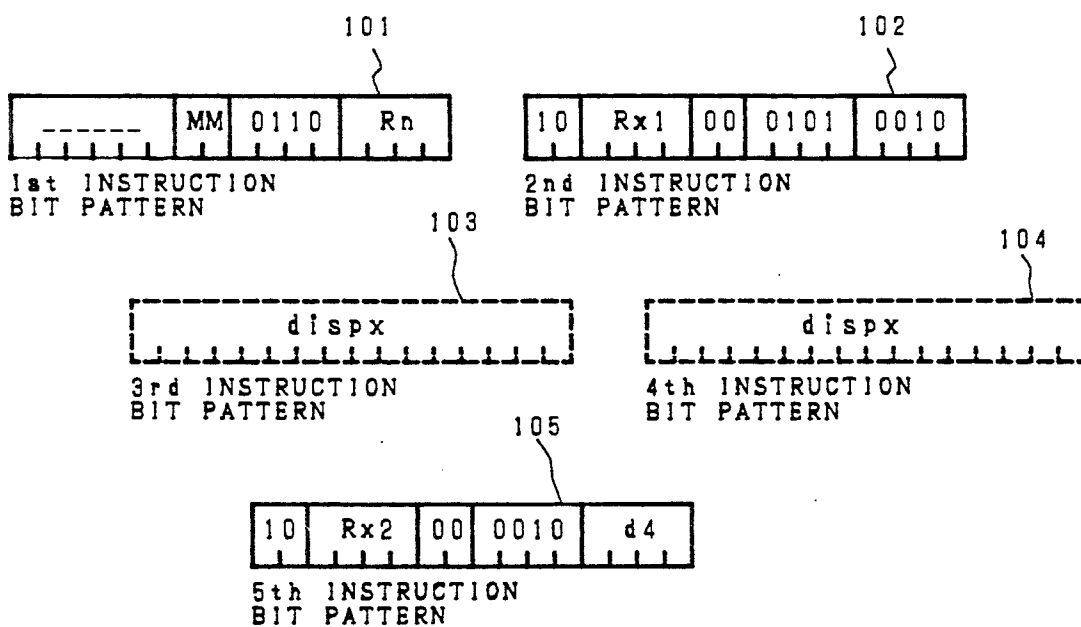 101
102
------ MM 0110 Rn
10 Rx1 00 0101 0010
1st INSTRUCTION
BIT PATTERN
2nd INSTRUCTION
BIT PATTERN
103
104
dispx
dispx
3rd INSTRUCTION
BIT PATTERN
4th INSTRUCTION
BIT PATTERN
105
10 Rx2 00 0010 d4
5th INSTRUCTION
BIT PATTERN